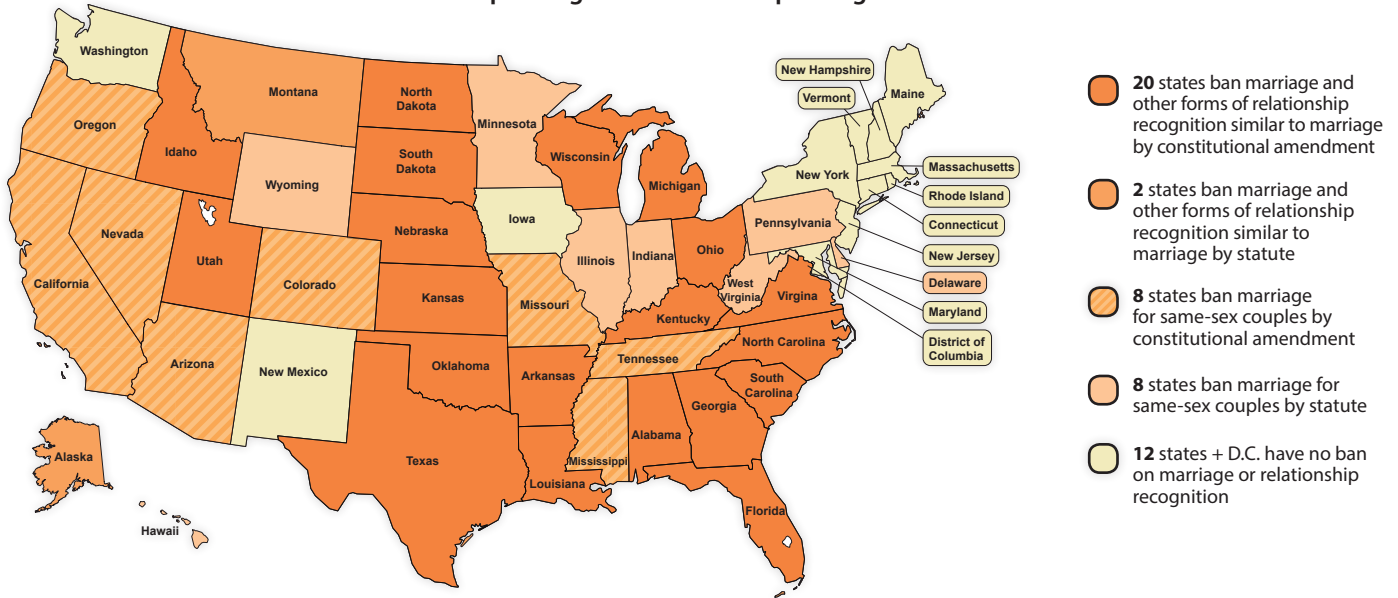 Washington
Oregon
California
Nevada
Idaho
Montana
Wyoming
Utah
Colorado
Arizona
New Mexico
North
Dakota
South
Dakota
Nebraska
Kansas
Oklahoma
Texas
Minnesota
Iowa
Missouri
Arkansas
Louisiana
Wisconsin
Illinois
Michigan
Indiana
Ohio
Kentucky
Tennessee
Mississippi
Alabama
Georgia
Florida
South
Carolina
North Carolina
Virgina
West
Virginia
Pennsylvania
New York
Maine
New Hampshire
Vermont
Massachusetts
Rhode Island
Connecticut
New Jersey
Delaware
Maryland
District of
Columbia
Alaska
Hawaii
20 states ban marriage and
other forms of relationship
recognition similar to marriage
by constitutional amendment
2 states ban marriage and
other forms of relationship
recognition similar to
marriage by statute
8 states ban marriage
for same-sex couples by
constitutional amendment
8 states ban marriage for
same-sex couples by statute
12 states + D.C. have no ban
on marriage or relationship
recognition